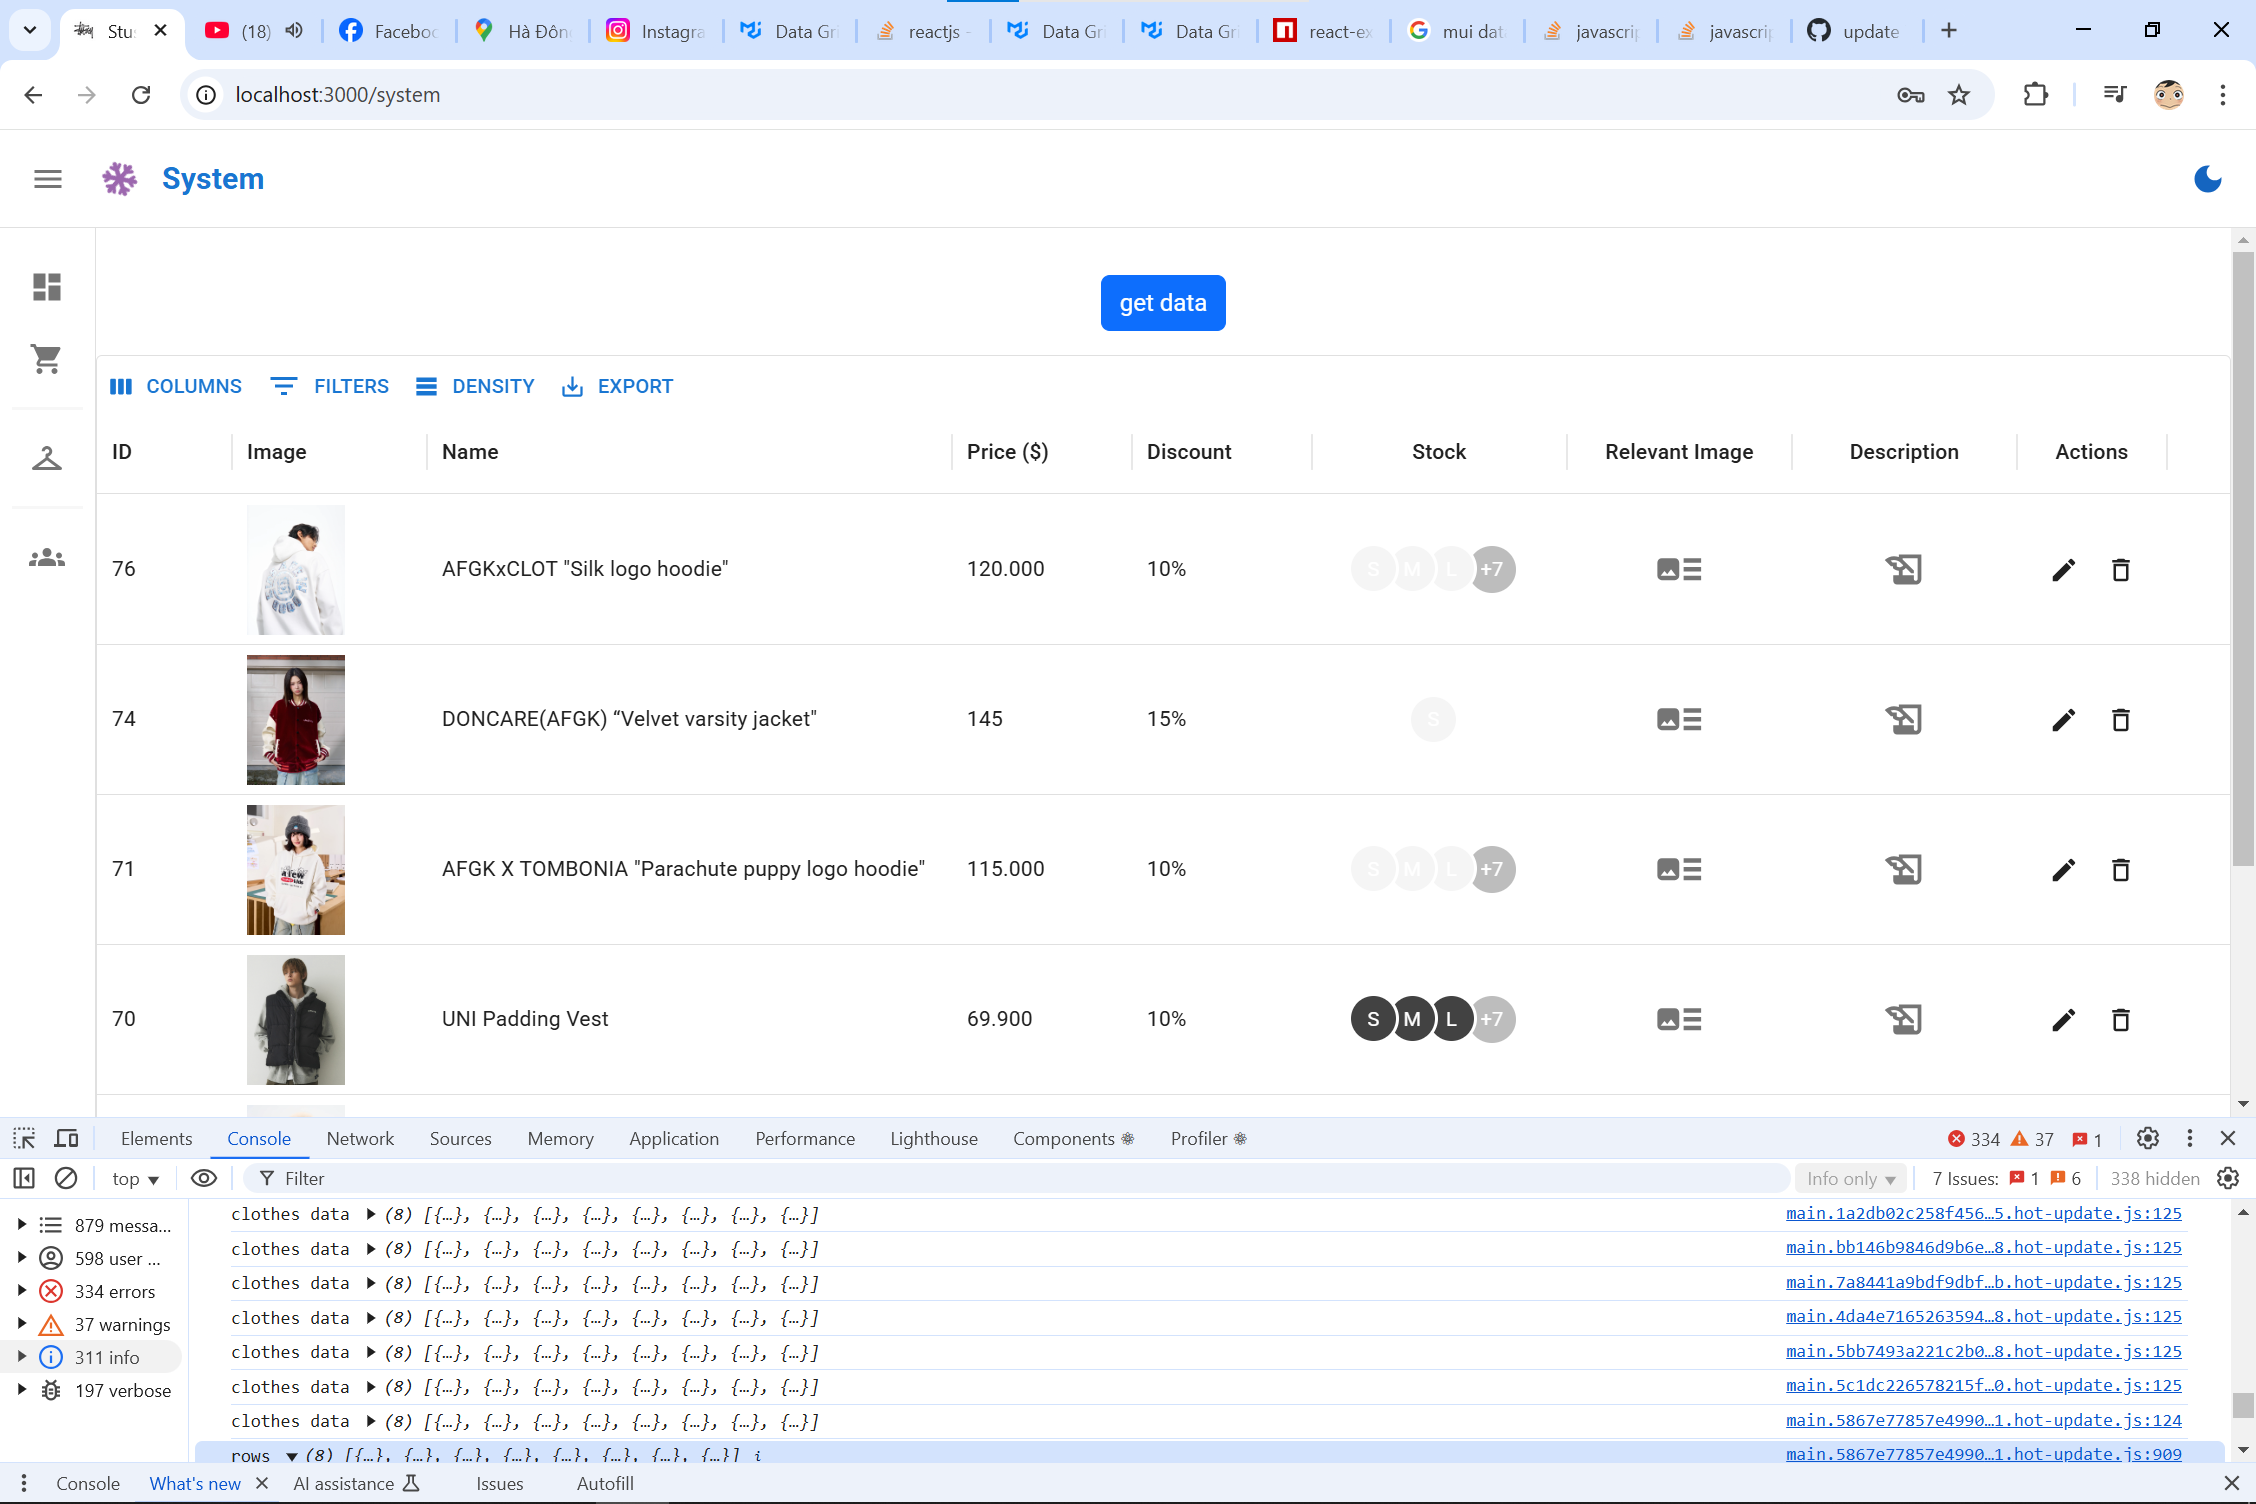 Stu
(18)
Faceboo
Hà Đôn
Instagra
Data Gri
reactjs -
Data Gri
Data Gri
react-ex
mui dat
javascrip
javascrip
update
localhost:3000/system
System
get data
COLUMNS FILTERS DENSITY EXPORT
ID Image Name Price ($) Discount Stock Relevant Image Description Actions
76 AFGKxCLOT "Silk logo hoodie" 120.000 10% S M L +7
74 DONCARE(AFGK) “Velvet varsity jacket" 145 15% S
71 AFGK X TOMBONIA "Parachute puppy logo hoodie" 115.000 10% S M L +7
70 UNI Padding Vest 69.900 10% S M L +7
Elements Console Network Sources Memory Application Performance Lighthouse Components Profiler 334 37 1
top Filter Info only 7 Issues: 1 6 338 hidden
879 messa...
598 user ...
334 errors
37 warnings
311 info
197 verbose
clothes data (8) [{…}, {…}, {…}, {…}, {…}, {…}, {…}, {…}] main.1a2db02c258f456…5.hot-update.js:125
clothes data (8) [{…}, {…}, {…}, {…}, {…}, {…}, {…}, {…}] main.bb146b9846d9b6e…8.hot-update.js:125
clothes data (8) [{…}, {…}, {…}, {…}, {…}, {…}, {…}, {…}] main.7a8441a9bdf9dbf…b.hot-update.js:125
clothes data (8) [{…}, {…}, {…}, {…}, {…}, {…}, {…}, {…}] main.4da4e7165263594…8.hot-update.js:125
clothes data (8) [{…}, {…}, {…}, {…}, {…}, {…}, {…}, {…}] main.5bb7493a221c2b0…8.hot-update.js:125
clothes data (8) [{…}, {…}, {…}, {…}, {…}, {…}, {…}, {…}] main.5c1dc226578215f…0.hot-update.js:125
clothes data (8) [{…}, {…}, {…}, {…}, {…}, {…}, {…}, {…}] main.5867e77857e4990…1.hot-update.js:124
rows (8) [{…}, {…}, {…}, {…}, {…}, {…}, {…}, {…}] i main.5867e77857e4990…1.hot-update.js:909
Console What's new AI assistance Issues Autofill